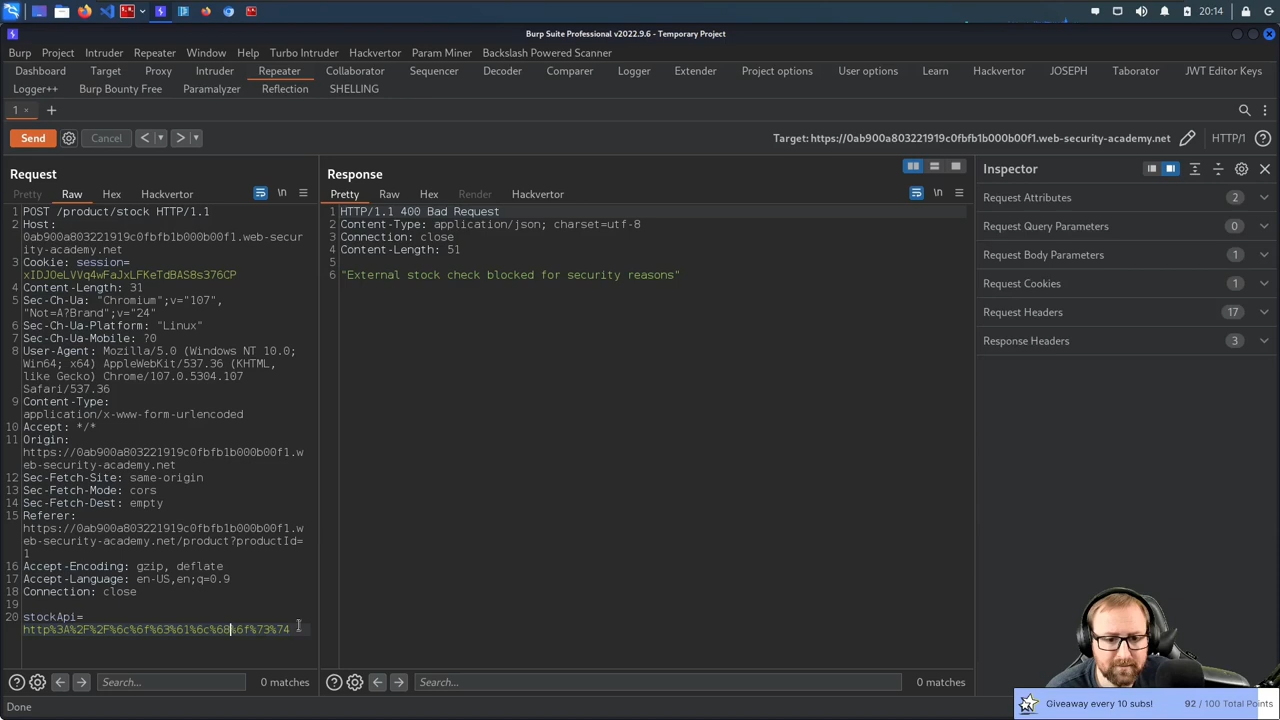 20:14
Burp Suite Professional v2022.9.6 - Temporary Project
Burp Project Intruder Repeater Window Help Turbo Intruder Hackvertor Param Miner Backslash Powered Scanner
Dashboard Target Proxy Intruder Repeater Collaborator Sequencer Decoder Comparer Logger Extender Project options User options Learn Hackvertor JOSEPH Taborator JWT Editor Keys
Logger++ Burp Bounty Free Paramalyzer Reflection SHELLING
1 × +
Send Cancel < > Target: https://0ab900a803221919c0fbfb1b000b00f1.web-security-academy.net HTTP/1
Request
Pretty Raw Hex Hackvertor \n
1 POST /product/stock HTTP/1.1
2 Host:
0ab900a803221919c0fbfb1b000b00f1.web-secur
ity-academy.net
3 Cookie: session=
xIDJOeLVVq4wFaJxLFKeTdBAS8s376CP
4 Content-Length: 31
5 Sec-Ch-Ua: "Chromium";v="107",
"Not=A?Brand";v="24"
6 Sec-Ch-Ua-Platform: "Linux"
7 Sec-Ch-Ua-Mobile: ?0
8 User-Agent: Mozilla/5.0 (Windows NT 10.0;
Win64; x64) AppleWebKit/537.36 (KHTML,
like Gecko) Chrome/107.0.5304.107
Safari/537.36
9 Content-Type:
application/x-www-form-urlencoded
10 Accept: */*
11 Origin:
https://0ab900a803221919c0fbfb1b000b00f1.w
eb-security-academy.net
12 Sec-Fetch-Site: same-origin
13 Sec-Fetch-Mode: cors
14 Sec-Fetch-Dest: empty
15 Referer:
https://0ab900a803221919c0fbfb1b000b00f1.w
eb-security-academy.net/product?productId=
1
16 Accept-Encoding: gzip, deflate
17 Accept-Language: en-US,en;q=0.9
18 Connection: close
19
20 stockApi=
http%3A%2F%2F%6c%6f%63%61%6c%68%6f%73%74
Search... 0 matches
Response
Pretty Raw Hex Render Hackvertor \n
1 HTTP/1.1 400 Bad Request
2 Content-Type: application/json; charset=utf-8
3 Connection: close
4 Content-Length: 51
5
6 "External stock check blocked for security reasons"
Search... 0 matches
Inspector
Request Attributes 2
Request Query Parameters 0
Request Body Parameters 1
Request Cookies 1
Request Headers 17
Response Headers 3
Done
Giveaway every 10 subs! 92 / 100 Total Points